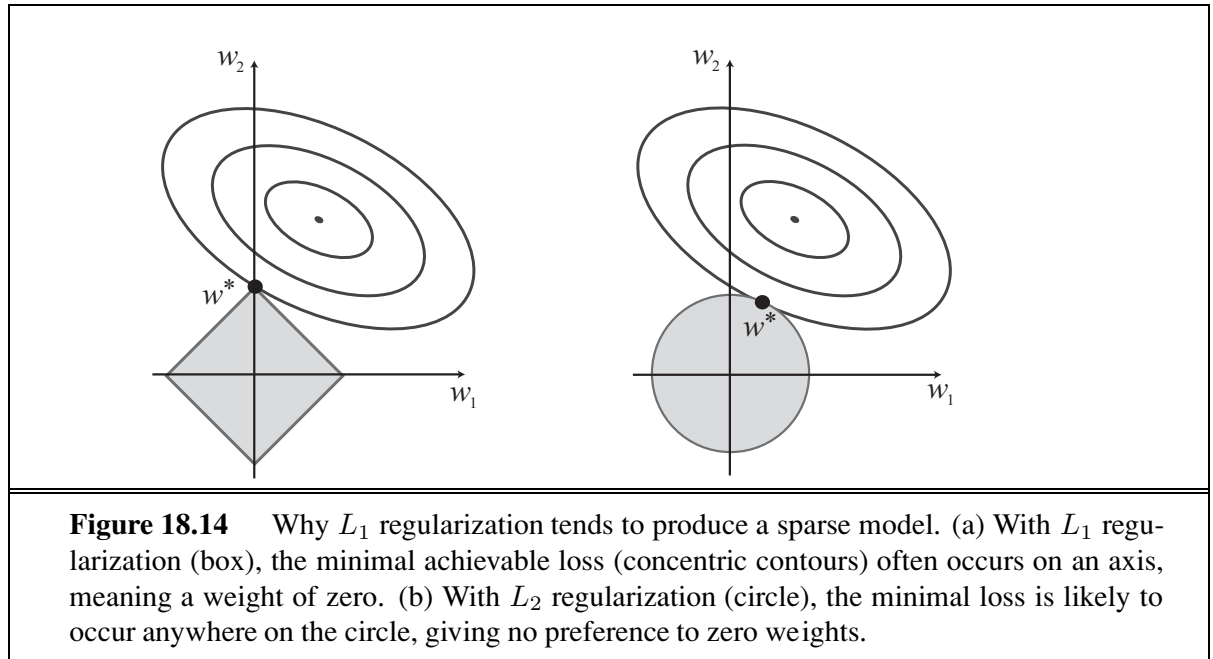 w₂
w*
w₁
w₂
w*
w₁
Figure 18.14 Why L₁ regularization tends to produce a sparse model. (a) With L₁ regu-
larization (box), the minimal achievable loss (concentric contours) often occurs on an axis,
meaning a weight of zero. (b) With L₂ regularization (circle), the minimal loss is likely to
occur anywhere on the circle, giving no preference to zero weights.